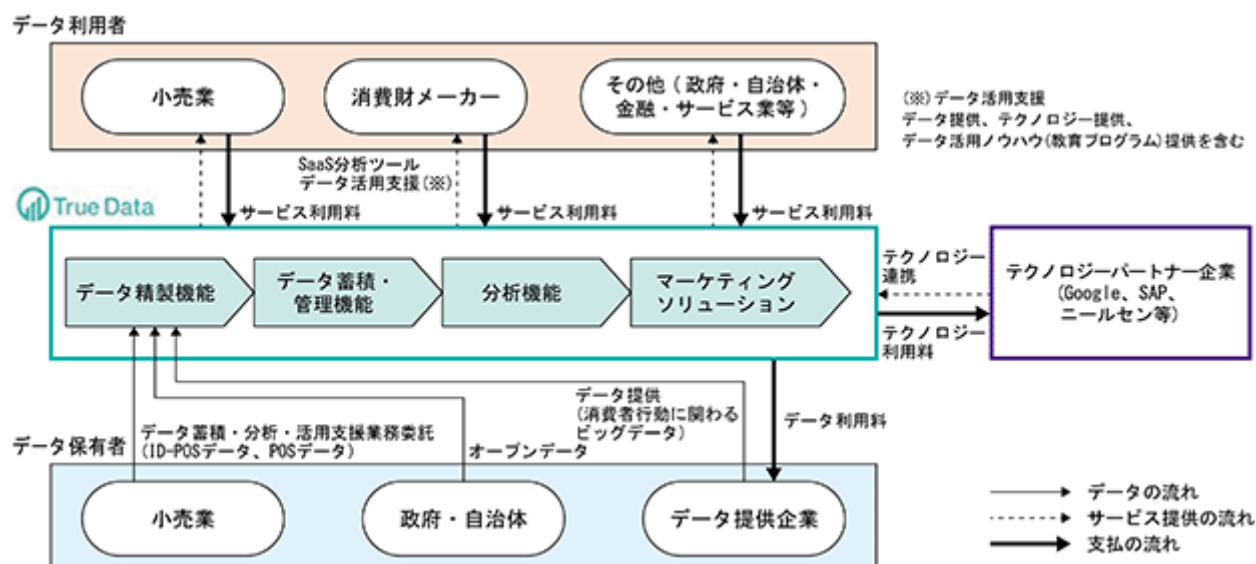 データ利用者
小売業
消費財メーカー
その他（政府・自治体・
金融・サービス業等）
(※)データ活用支援
データ提供、テクノロジー提供、
データ活用ノウハウ(教育プログラム)提供を含む
SaaS分析ツール
データ活用支援(※)
True Data
サービス利用料
サービス利用料
サービス利用料
データ精製機能
データ蓄積・
管理機能
分析機能
マーケティング
ソリューション
テクノロジー
連携
テクノロジー
利用料
テクノロジーパートナー企業
(Google、SAP、
ニールセン等)
データ提供
(消費者行動に関わる
ビッグデータ)
データ利用料
データ保有者
データ蓄積・分析・活用支援業務委託
(ID-POSデータ、POSデータ)
オープンデータ
小売業
政府・自治体
データ提供企業
データの流れ
サービス提供の流れ
支払の流れ